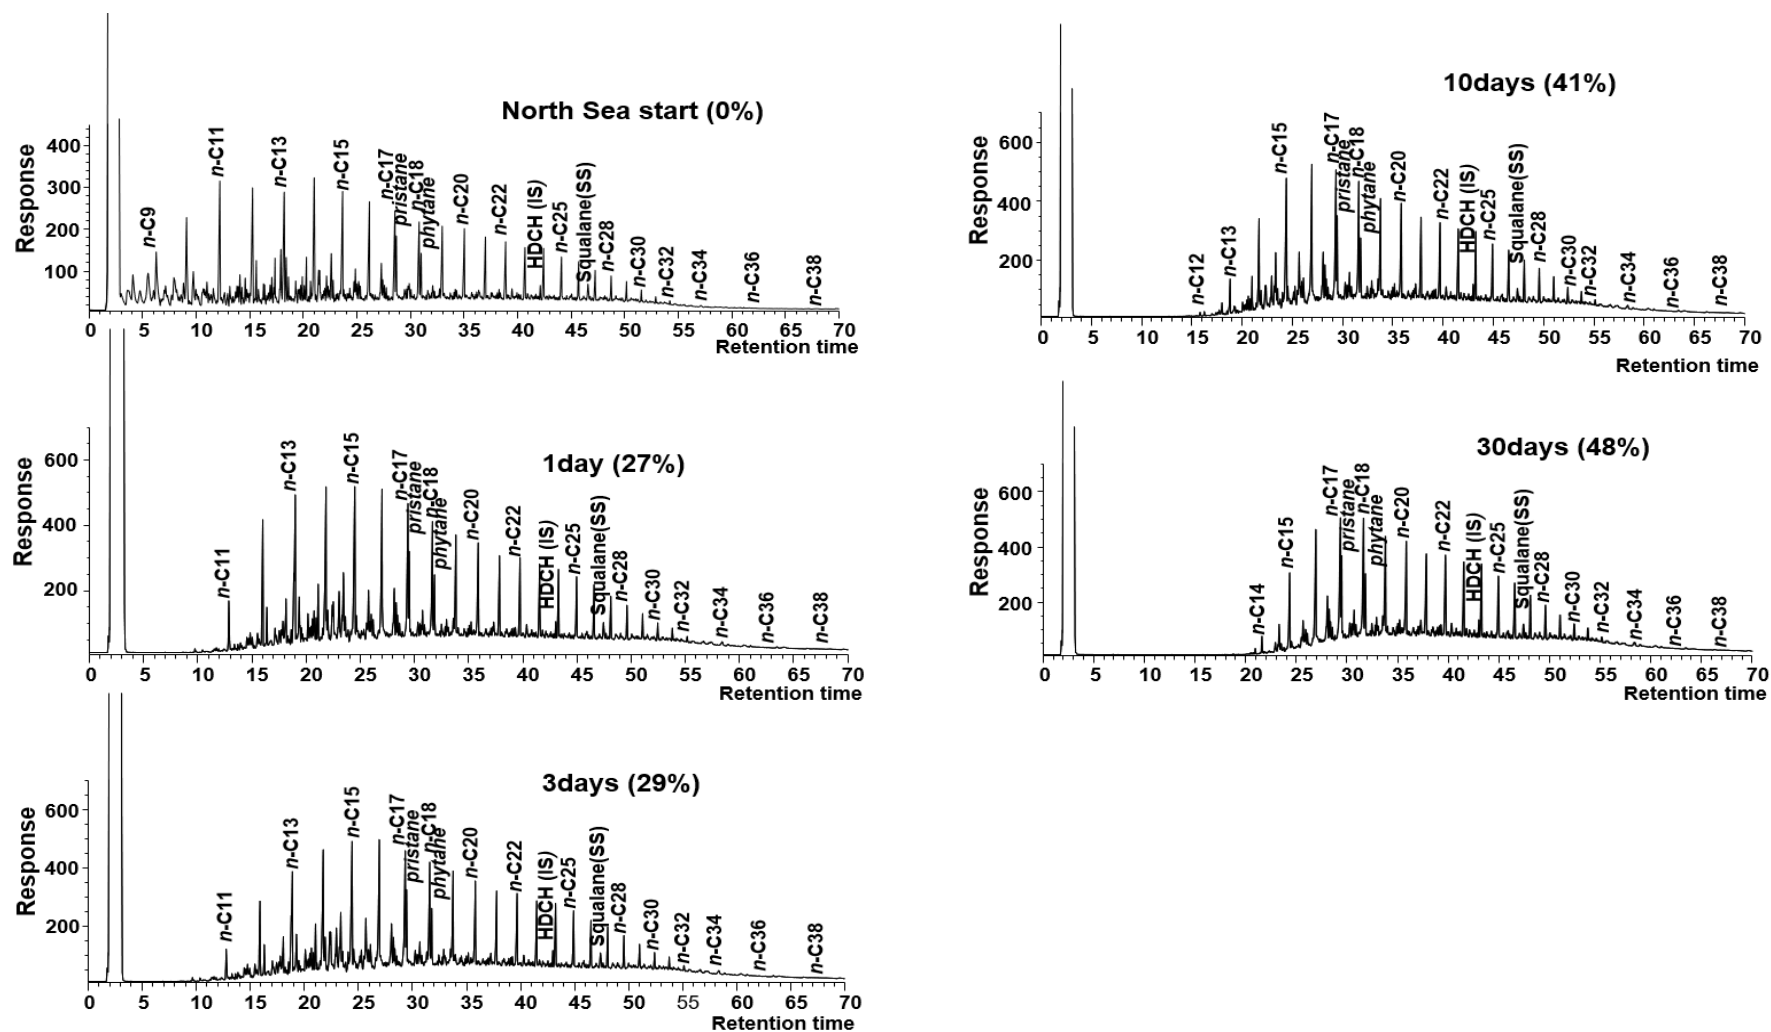 North Sea start (0%)
Response
400
300
200
100
n-C9
n-C11
n-C13
n-C15
n-C17
pristane
n-C18
phytane
n-C20
n-C22
HDCH (IS)
n-C25
Squalane(SS)
n-C28
n-C30
n-C32
n-C34
n-C36
n-C38
0 5 10 15 20 25 30 35 40 45 50 55 60 65 70
Retention time
1day (27%)
Response
600
400
200
n-C11
n-C13
n-C15
n-C17
pristane
n-C18
phytane
n-C20
n-C22
HDCH (IS)
n-C25
Squalane(SS)
n-C28
n-C30
n-C32
n-C34
n-C36
n-C38
0 5 10 15 20 25 30 35 40 45 50 55 60 65 70
Retention time
3days (29%)
Response
600
400
200
n-C11
n-C13
n-C15
n-C17
pristane
n-C18
phytane
n-C20
n-C22
HDCH (IS)
n-C25
Squalane(SS)
n-C28
n-C30
n-C32
n-C34
n-C36
n-C38
0 5 10 15 20 25 30 35 40 45 50 55 60 65 70
Retention time
10days (41%)
Response
600
400
200
n-C12
n-C13
n-C15
n-C17
pristane
n-C18
phytane
n-C20
n-C22
HDCH (IS)
n-C25
Squalane(SS)
n-C28
n-C30
n-C32
n-C34
n-C36
n-C38
0 5 10 15 20 25 30 35 40 45 50 55 60 65 70
Retention time
30days (48%)
Response
600
400
200
n-C14
n-C15
n-C17
pristane
n-C18
phytane
n-C20
n-C22
HDCH (IS)
n-C25
Squalane(SS)
n-C28
n-C30
n-C32
n-C34
n-C36
n-C38
0 5 10 15 20 25 30 35 40 45 50 55 60 65 70
Retention time